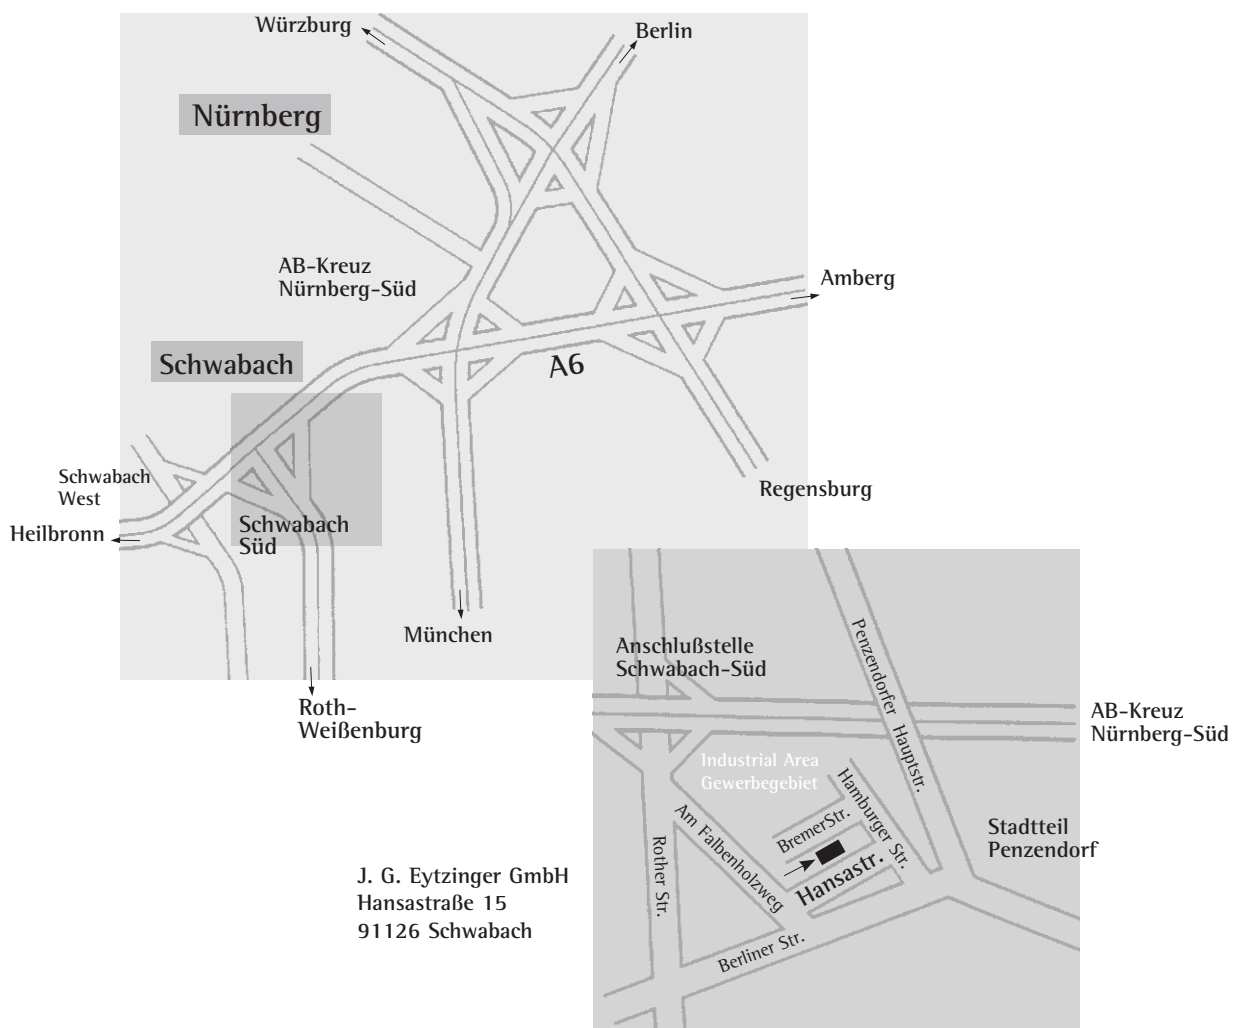 Würzburg
Berlin
Nürnberg
AB-Kreuz
Nürnberg-Süd
Amberg
Schwabach
A6
Schwabach
West
Regensburg
Heilbronn
Schwabach
Süd
München
Roth-
Weißenburg
Anschlußstelle
Schwabach-Süd
Penzendorfer Hauptstr.
AB-Kreuz
Nürnberg-Süd
Industrial Area
Gewerbegebiet
Hamburger Str.
BremerStr.
Am Falbenholzweg
Rother Str.
Hansastr.
Stadtteil
Penzendorf
Berliner Str.
J. G. Eytzinger GmbH
Hansastraße 15
91126 Schwabach